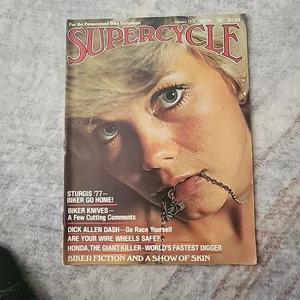 For the Personalized Bike Enthusiast
January 1978
SUPERCYCLE
STURGIS '77 –
BIKER GO HOME!
BIKER KNIVES –
A Few Cutting Comments
DICK ALLEN DASH – Go Race Yourself
ARE YOUR WIRE WHEELS SAFE?
HONDA, THE GIANT KILLER - WORLD'S FASTEST DIGGER
BIKER FICTION AND A SHOW OF SKIN